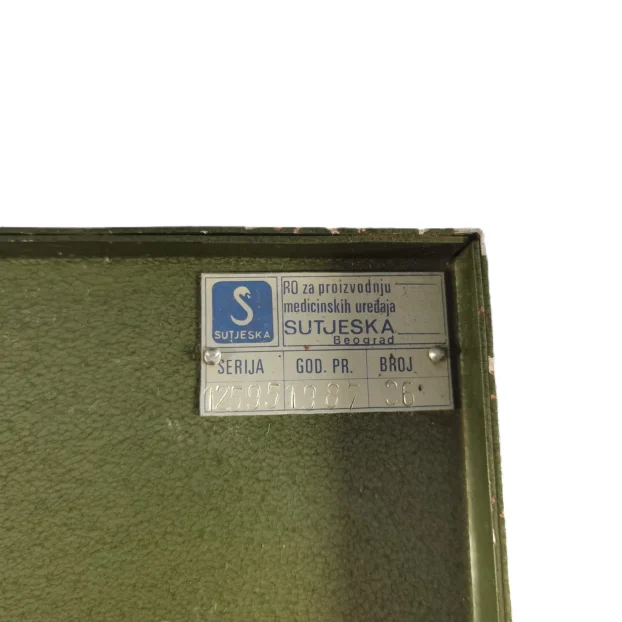 SUTJESKA
RO za proizvodnju
medicinskih uređaja
SUTJESKA
Beograd
SERIJA GOD. PR. BROJ
12595 1987 36